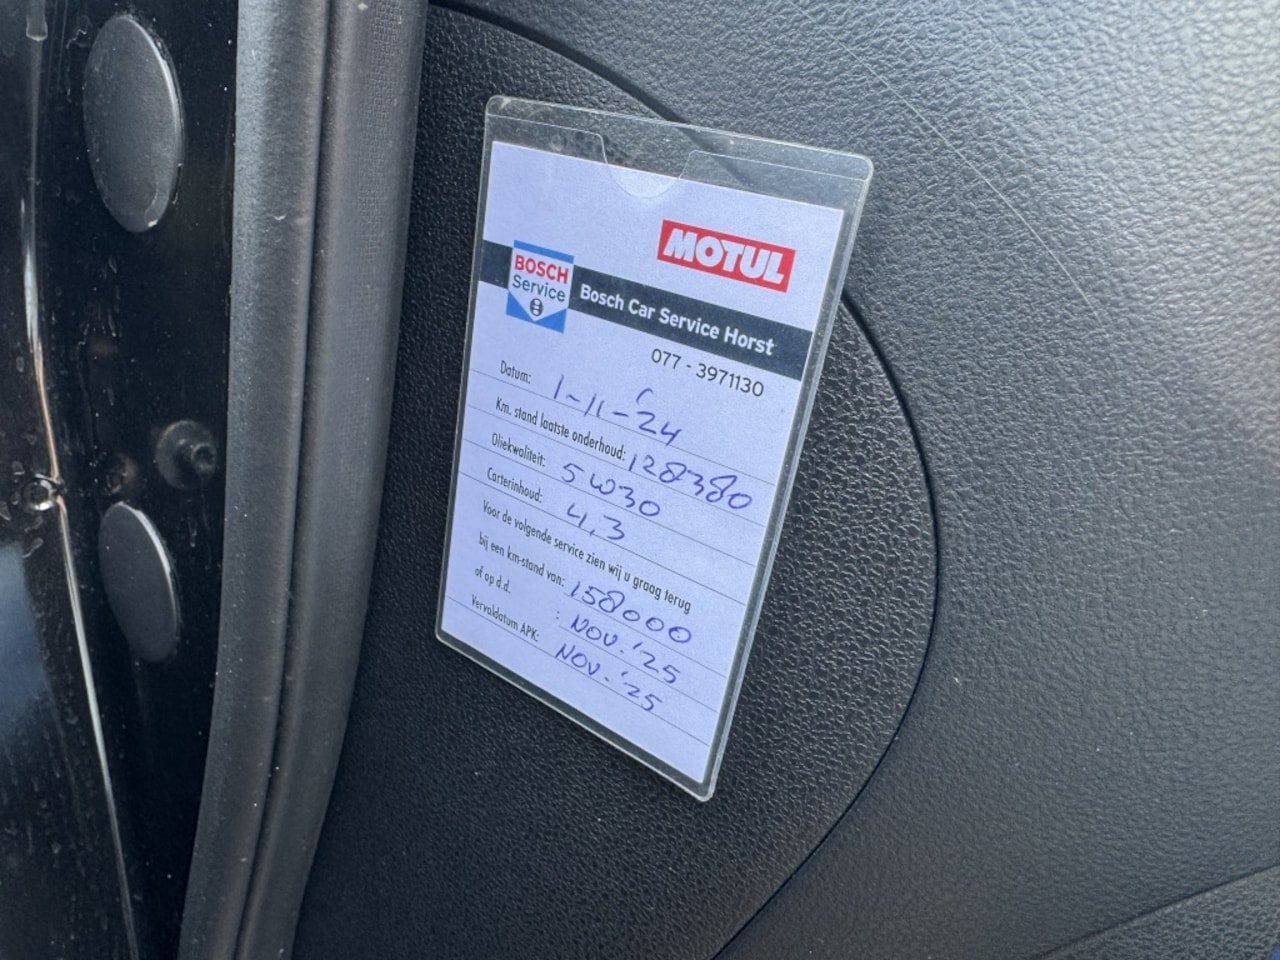 MOTUL
BOSCH
Service
Bosch Car Service Horst
077 - 3971130
Datum: 1-11-24
Km. stand laatste onderhoud: 128380
Oliekwaliteit: 5W30
Carterinhoud: 4,3
Voor de volgende service zien wij u graag terug
bij een km-stand van: 158000
of op d.d. : NOV.'25
Vervaldatum APK: NOV.'25